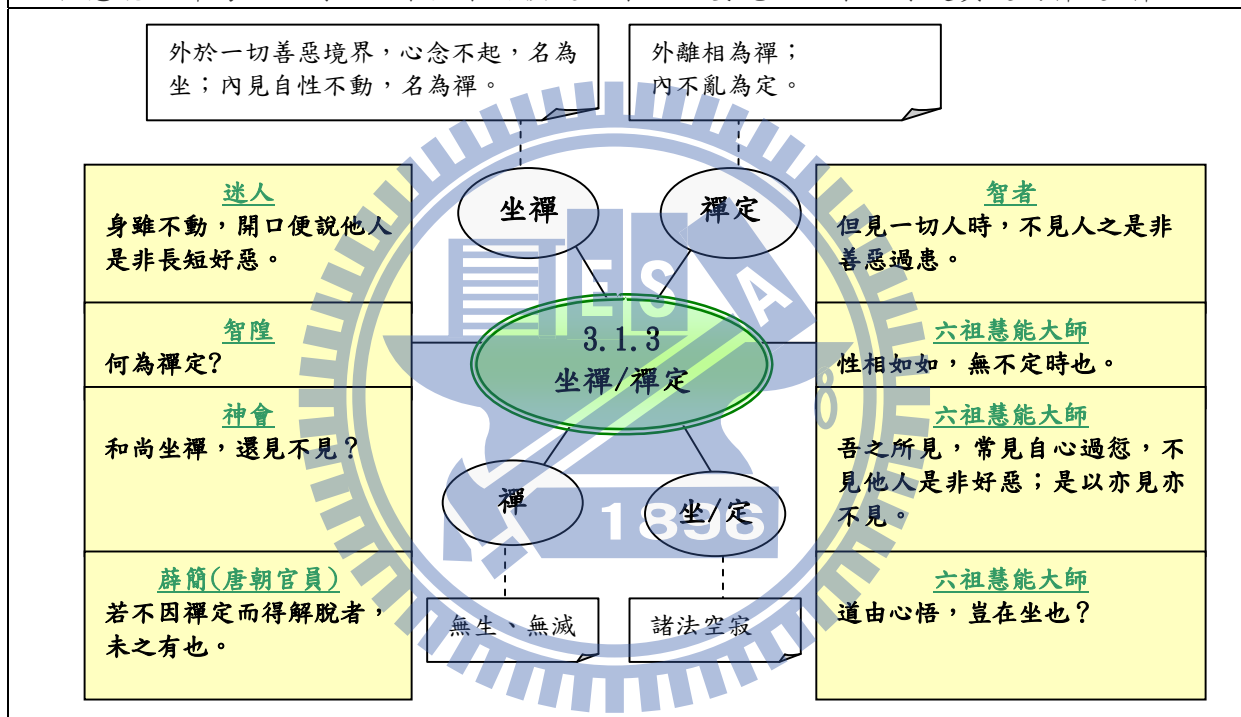 外於一切善惡境界，心念不起，名為
坐；內見自性不動，名為禪。
外離相為禪；
內不亂為定。
迷人
身雖不動，開口便說他人
是非長短好惡。
坐禪
禪定
智者
但見一切人時，不見人之是非
善惡過患。
智隍
何為禪定?
3.1.3
坐禪/禪定
六祖慧能大師
性相如如，無不定時也。
神會
和尚坐禪，還見不見？
六祖慧能大師
吾之所見，常見自心過愆，不
見他人是非好惡；是以亦見亦
不見。
禪
坐/定
薜簡(唐朝官員)
若不因禪定而得解脫者，
未之有也。
無生、無滅
諸法空寂
六祖慧能大師
道由心悟，豈在坐也？
ESA
1896